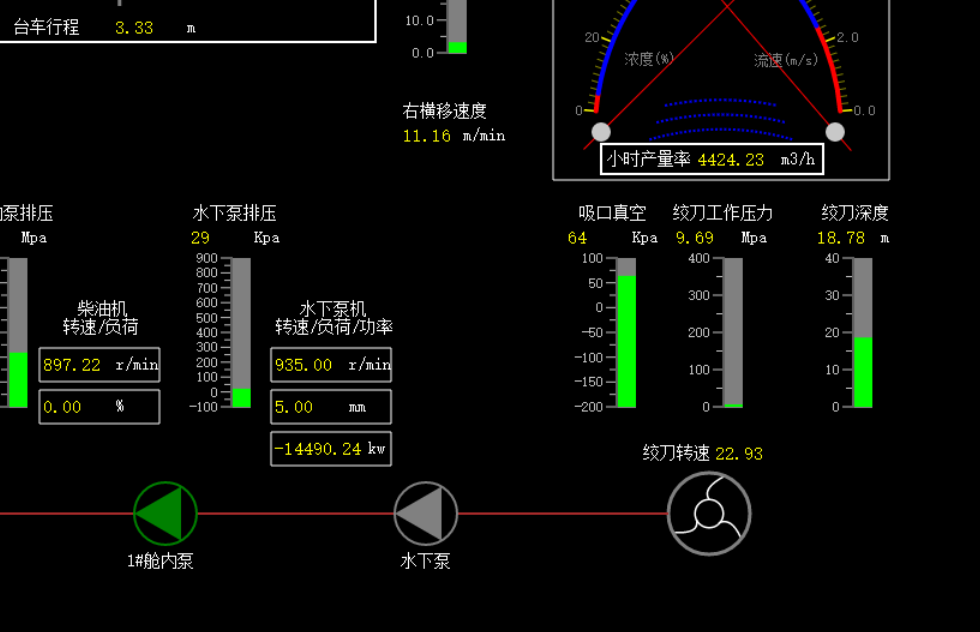 台车行程 3.33 m
10.0
0.0
右横移速度
11.16 m/min
20
0
浓度(%)
流速(m/s)
2.0
0.0
小时产量率 4424.23 m3/h
泵排压
Mpa
水下泵排压
29 Kpa
900
800
700
600
500
400
300
200
100
0
-100
柴油机
转速/负荷
897.22 r/min
0.00 %
水下泵机
转速/负荷/功率
935.00 r/min
5.00 mm
-14490.24 kw
吸口真空
64 Kpa
100
50
0
-50
-100
-150
-200
绞刀工作压力
9.69 Mpa
400
300
200
100
0
绞刀深度
18.78 m
40
30
20
10
0
绞刀转速 22.93
1#舱内泵
水下泵